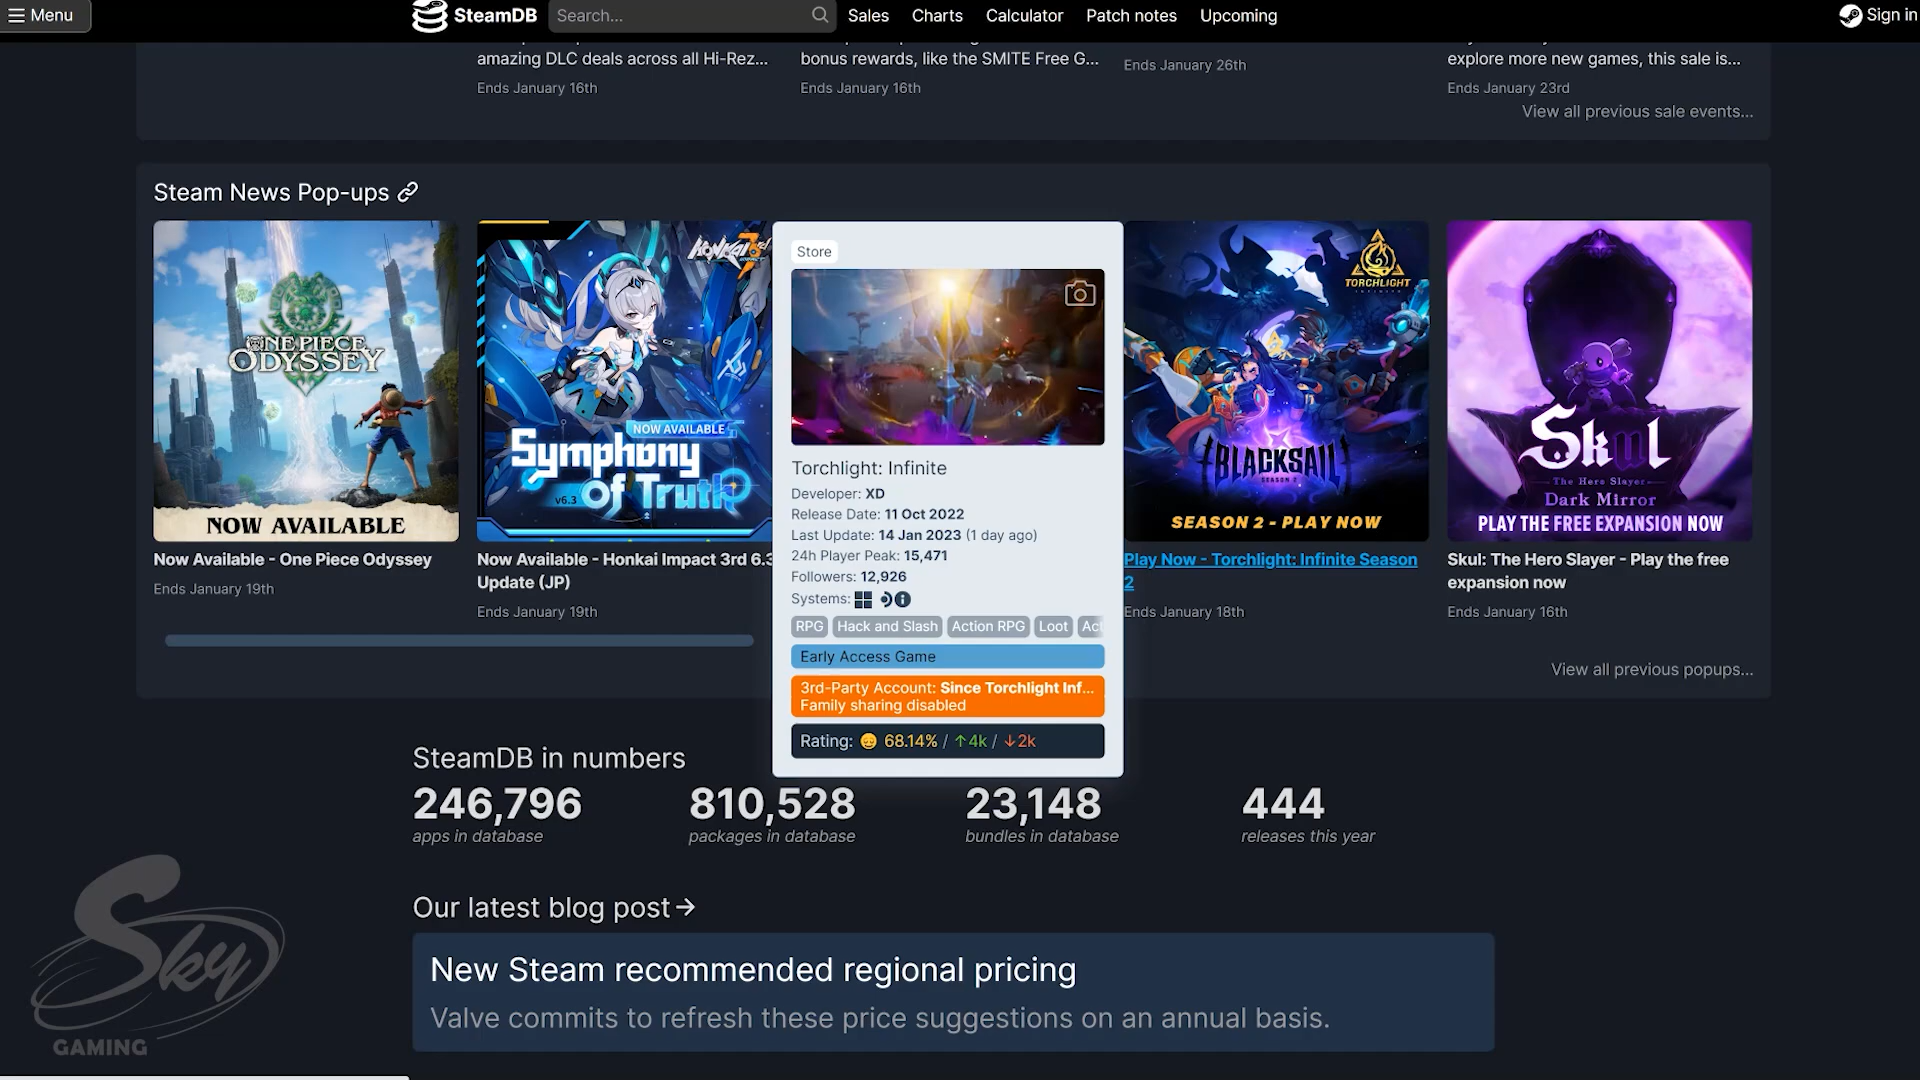 Menu
SteamDB
Search...
Sales
Charts
Calculator
Patch notes
Upcoming
Sign in
amazing DLC deals across all Hi-Rez...
Ends January 16th
bonus rewards, like the SMITE Free G...
Ends January 16th
Ends January 26th
explore more new games, this sale is...
Ends January 23rd
View all previous sale events...
Steam News Pop-ups
ONE PIECE
ODYSSEY
NOW AVAILABLE
Now Available - One Piece Odyssey
Ends January 19th
HONKAI 3rd
IMPACT
NOW AVAILABLE
Symphony
v6.3 of Truth
Now Available - Honkai Impact 3rd 6.3
Update (JP)
Ends January 19th
Store
Torchlight: Infinite
Developer: XD
Release Date: 11 Oct 2022
Last Update: 14 Jan 2023 (1 day ago)
24h Player Peak: 15,471
Followers: 12,926
Systems:
RPG Hack and Slash Action RPG Loot Act
Early Access Game
3rd-Party Account: Since Torchlight Inf...
Family sharing disabled
Rating: 68.14% / ↑4k / ↓2k
TORCHLIGHT
INFINITE
BLACKSAIL
SEASON 2
SEASON 2 - PLAY NOW
Play Now - Torchlight: Infinite Season
2
Ends January 18th
Skul
The Hero Slayer
Dark Mirror
PLAY THE FREE EXPANSION NOW
Skul: The Hero Slayer - Play the free
expansion now
Ends January 16th
View all previous popups...
SteamDB in numbers
246,796
apps in database
810,528
packages in database
23,148
bundles in database
444
releases this year
Our latest blog post →
New Steam recommended regional pricing
Valve commits to refresh these price suggestions on an annual basis.
Sky
GAMING